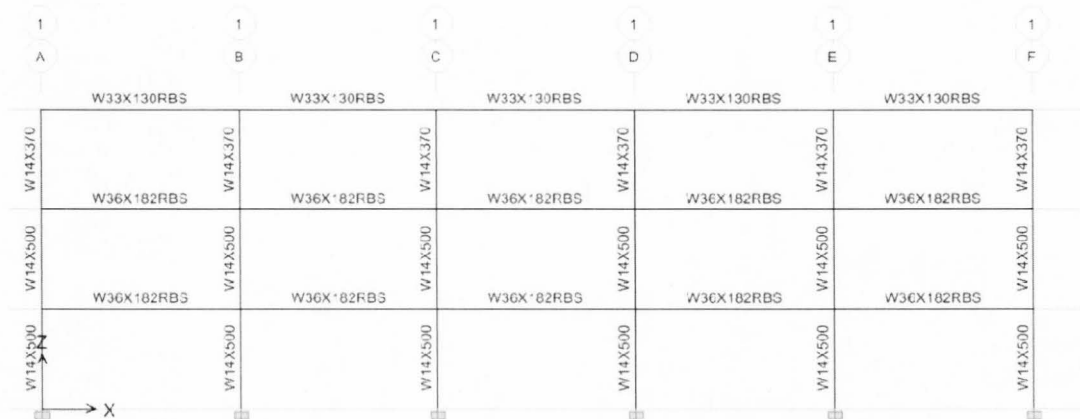 1 1 1 1 1 1
A B C D E F
W33X130RBS W33X130RBS W33X130RBS W33X130RBS W33X130RBS
W14X370 W14X370 W14X370 W14X370 W14X370 W14X370
W36X182RBS W36X182RBS W36X182RBS W36X182RBS W36X182RBS
W14X500 W14X500 W14X500 W14X500 W14X500 W14X500
W36X182RBS W36X182RBS W36X182RBS W36X182RBS W36X182RBS
W14X500 W14X500 W14X500 W14X500 W14X500 W14X500
Z
X